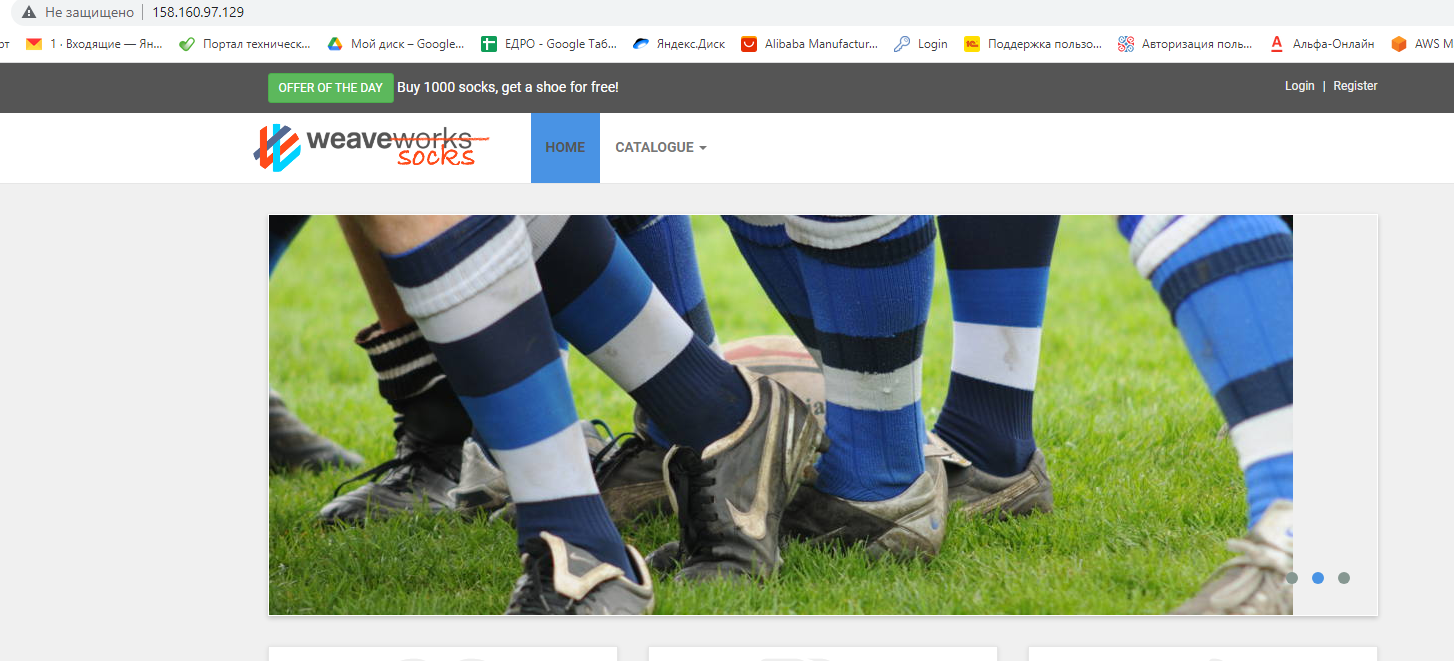 Не защищено | 158.160.97.129
от 1 · Входящие — Ян... Портал техническ... Мой диск – Google... ЕДРО - Google Таб... Яндекс.Диск Alibaba Manufactur... Login Поддержка пользо... Авторизация поль... Альфа-Онлайн AWS M
OFFER OF THE DAY Buy 1000 socks, get a shoe for free! Login | Register
weaveworks
socks
HOME CATALOGUE